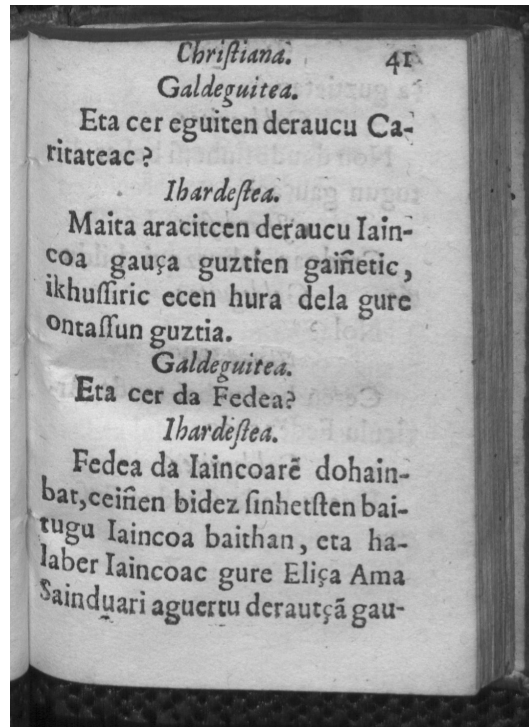 Chriſtiana. 41
Galdeguitea.
Eta cer eguiten deraucu Ca-
ritateac ?
Ihardeſtea.
Maita aracitcen deraucu Iain-
coa gauça guztien gaiñetic,
ikhuſſiric ecen hura dela gure
ontaſſun guztia.
Galdeguitea.
Eta cer da Fedea?
Ihardeſtea.
Fedea da Iaincoarẽ dohain-
bat, ceiñen bidez ſinhetſten bai-
tugu Iaincoa baithan, eta ha-
laber Iaincoac gure Eliça Ama
Sainduari aguertu derautçã gau-